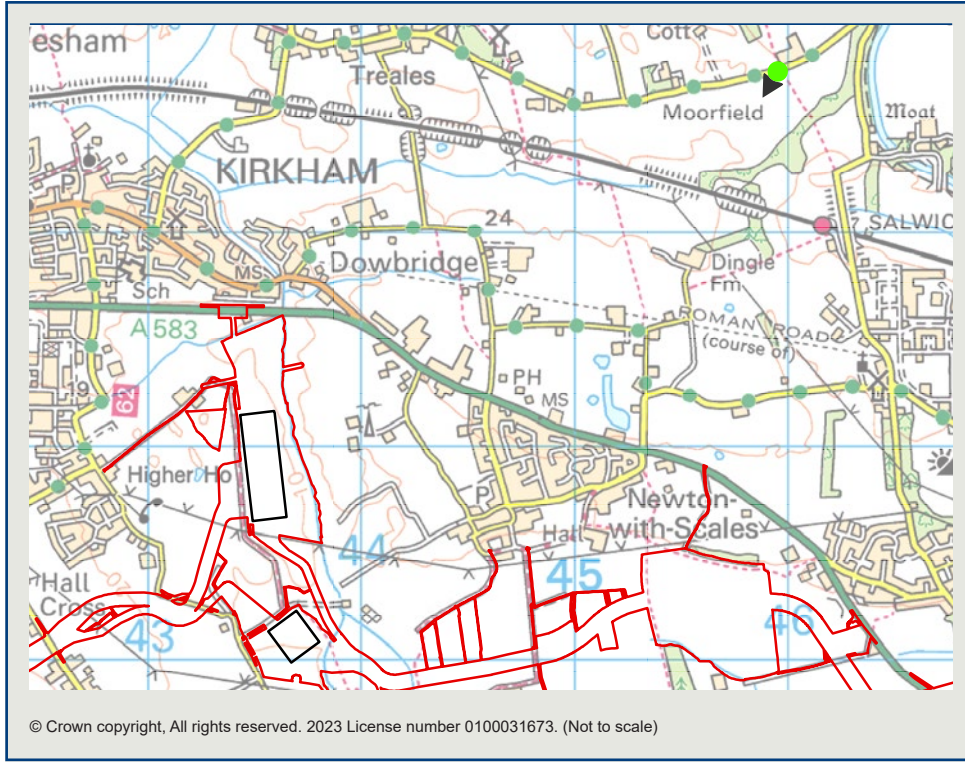 esham
Cott
Treales
Moorfield
Moat
KIRKHAM
P
24
SALWIC
MS
Dowbridge
Dingle
Fm
Sch
A 583
ROMAN ROAD
(course of)
19
62
PH
MS
Higher Ho
P
Newton-
with-Scales
Hall
44
45
Hall
Cross
43
46
© Crown copyright, All rights reserved. 2023 License number 0100031673. (Not to scale)